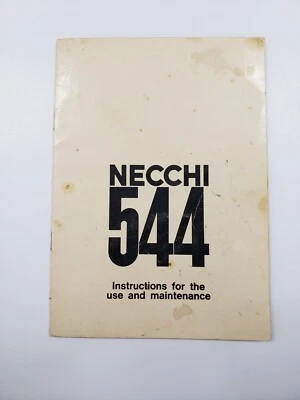 NECCHI
544
Instructions for the
use and maintenance